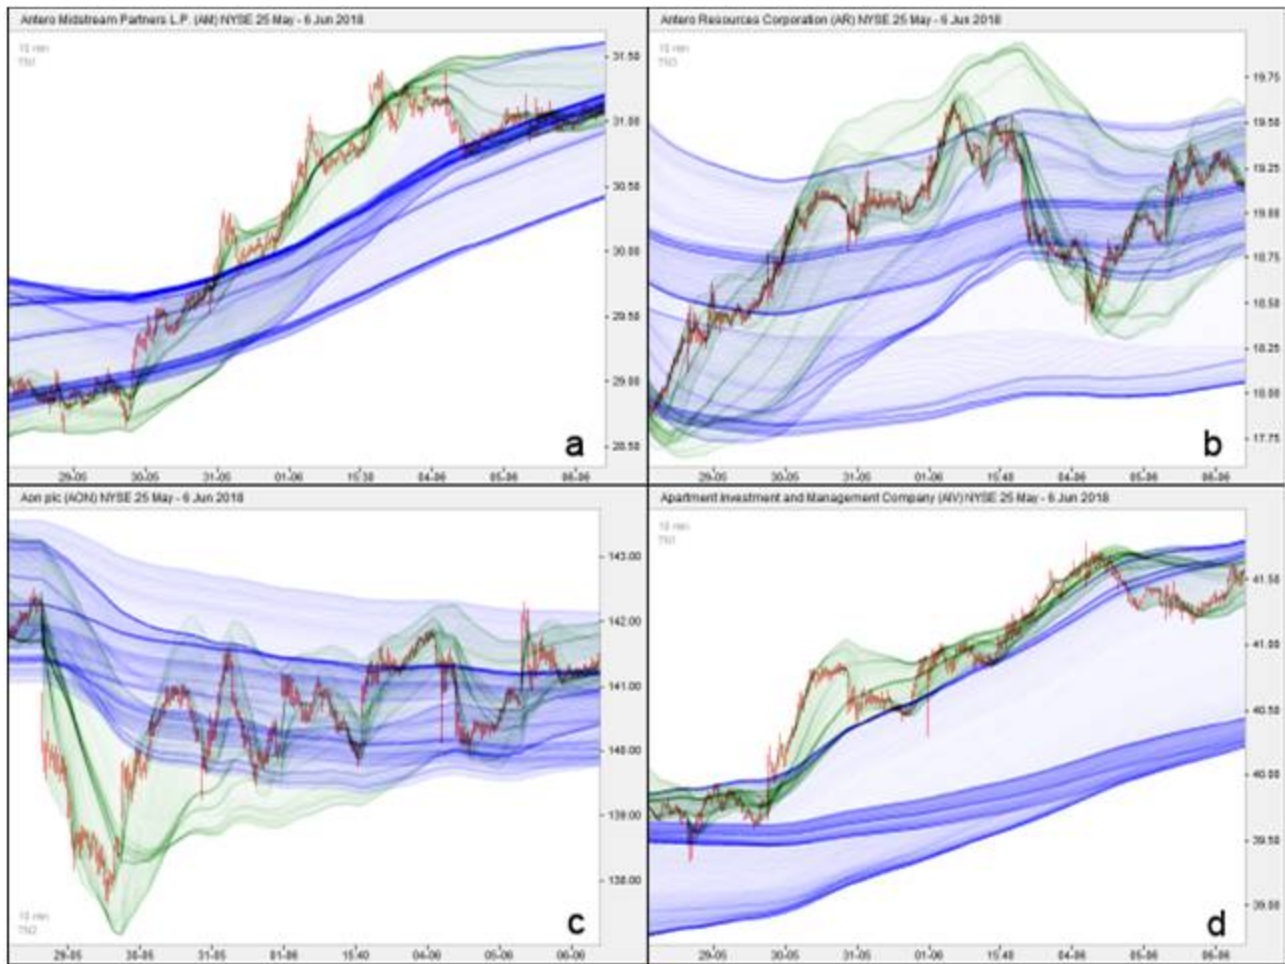 Antero Midstream Partners L.P. (AM) NYSE 25 May - 6 Jun 2018
10 min
31.50
31.00
30.50
30.00
29.50
29.00
28.50
a
29-05 30-05 31-05 01-06 15:30 04-06 05-06 06-06
Antero Resources Corporation (AR) NYSE 25 May - 6 Jun 2018
10 min
19.75
19.50
19.25
19.00
18.75
18.50
18.25
18.00
17.75
b
29-05 30-05 31-05 01-06 15:40 04-06 05-06 06-06
Aon plc (AON) NYSE 25 May - 6 Jun 2018
143.00
142.00
141.00
140.00
139.00
138.00
10 min
c
29-05 30-05 31-05 01-06 15:40 04-06 05-06 06-06
Apartment Investment and Management Company (AIV) NYSE 25 May - 6 Jun 2018
10 min
41.50
41.00
40.50
40.00
39.50
39.00
d
29-05 30-05 31-05 01-06 15:40 04-06 05-06 06-06